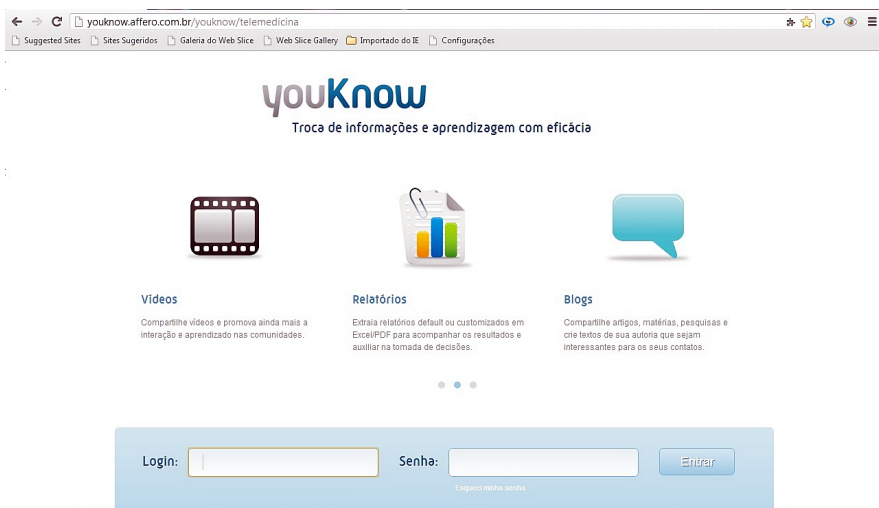 youknow.affero.com.br/youknow/telemedicina
Suggested Sites Sites Sugeridos Galeria do Web Slice Web Slice Gallery Importado do IE Configurações
youKnow
Troca de informações e aprendizagem com eficácia
Vídeos
Compartilhe vídeos e promova ainda mais a
interação e aprendizado nas comunidades.
Relatórios
Extraia relatórios default ou customizados em
Excel/PDF para acompanhar os resultados e
auxiliar na tomada de decisões.
Blogs
Compartilhe artigos, matérias, pesquisas e
crie textos de sua autoria que sejam
interessantes para os seus contatos.
Login: Senha: Entrar
Esqueci minha senha